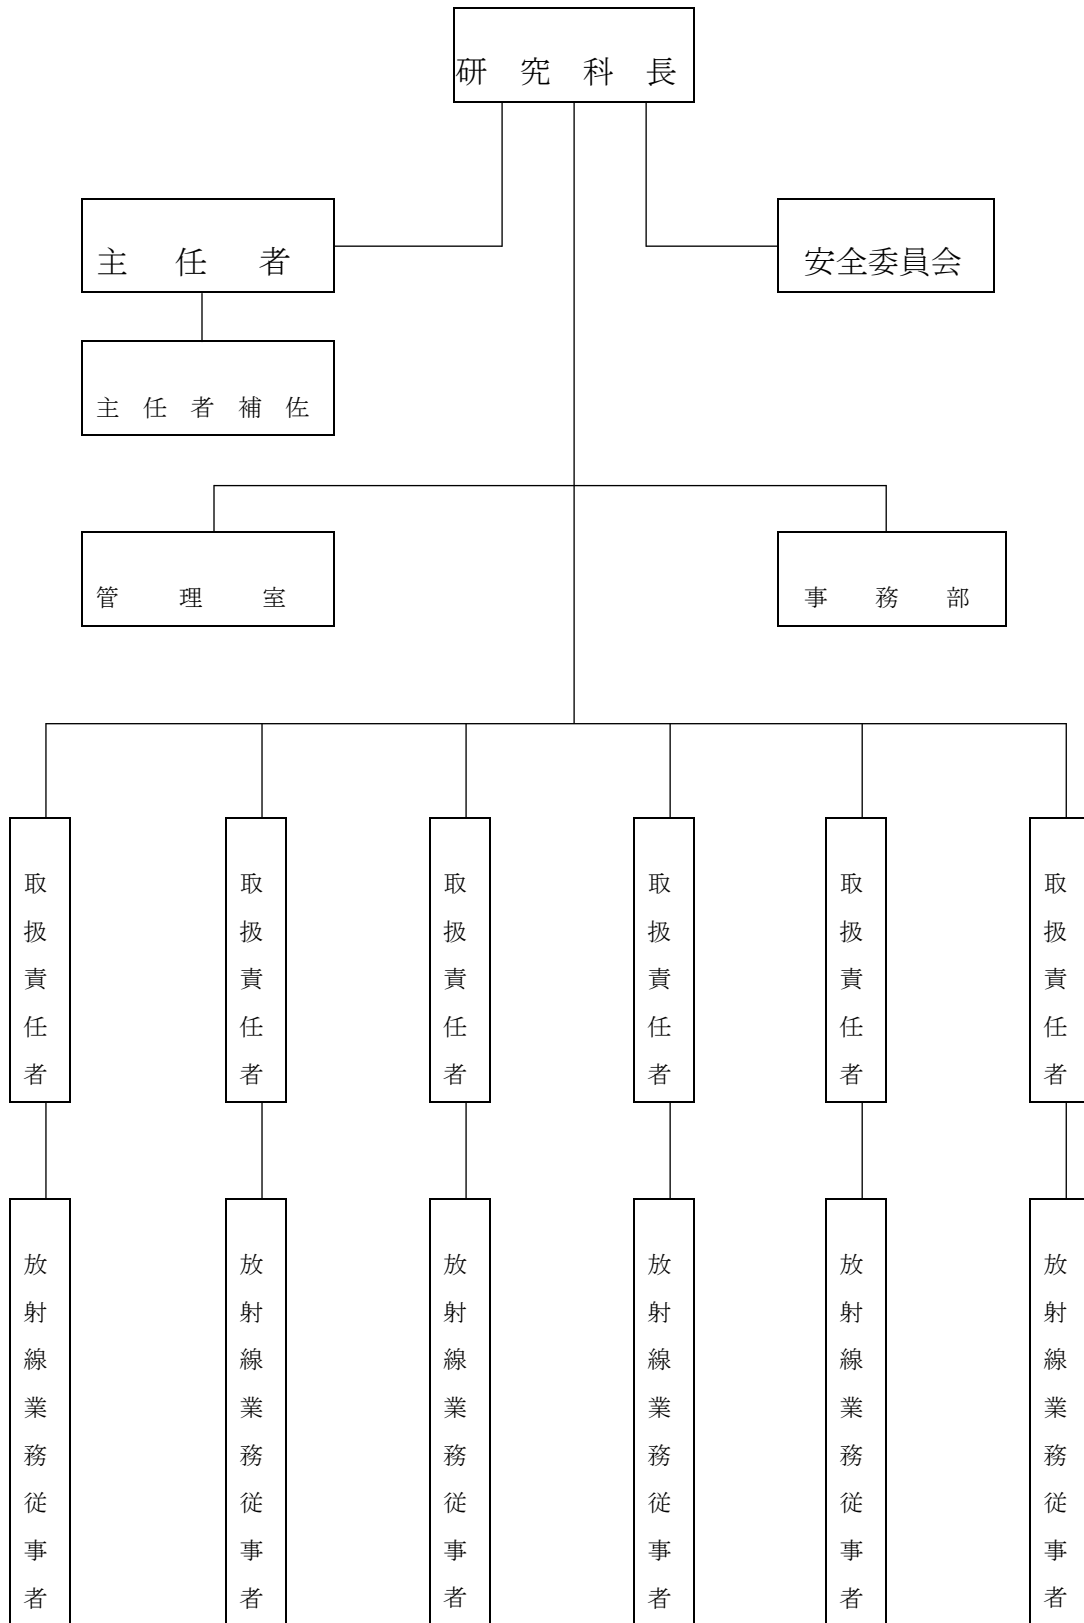 研究科長
主任者
安全委員会
主任者補佐
管理室
事務部
取扱責任者
取扱責任者
取扱責任者
取扱責任者
取扱責任者
取扱責任者
放射線業務従事者
放射線業務従事者
放射線業務従事者
放射線業務従事者
放射線業務従事者
放射線業務従事者